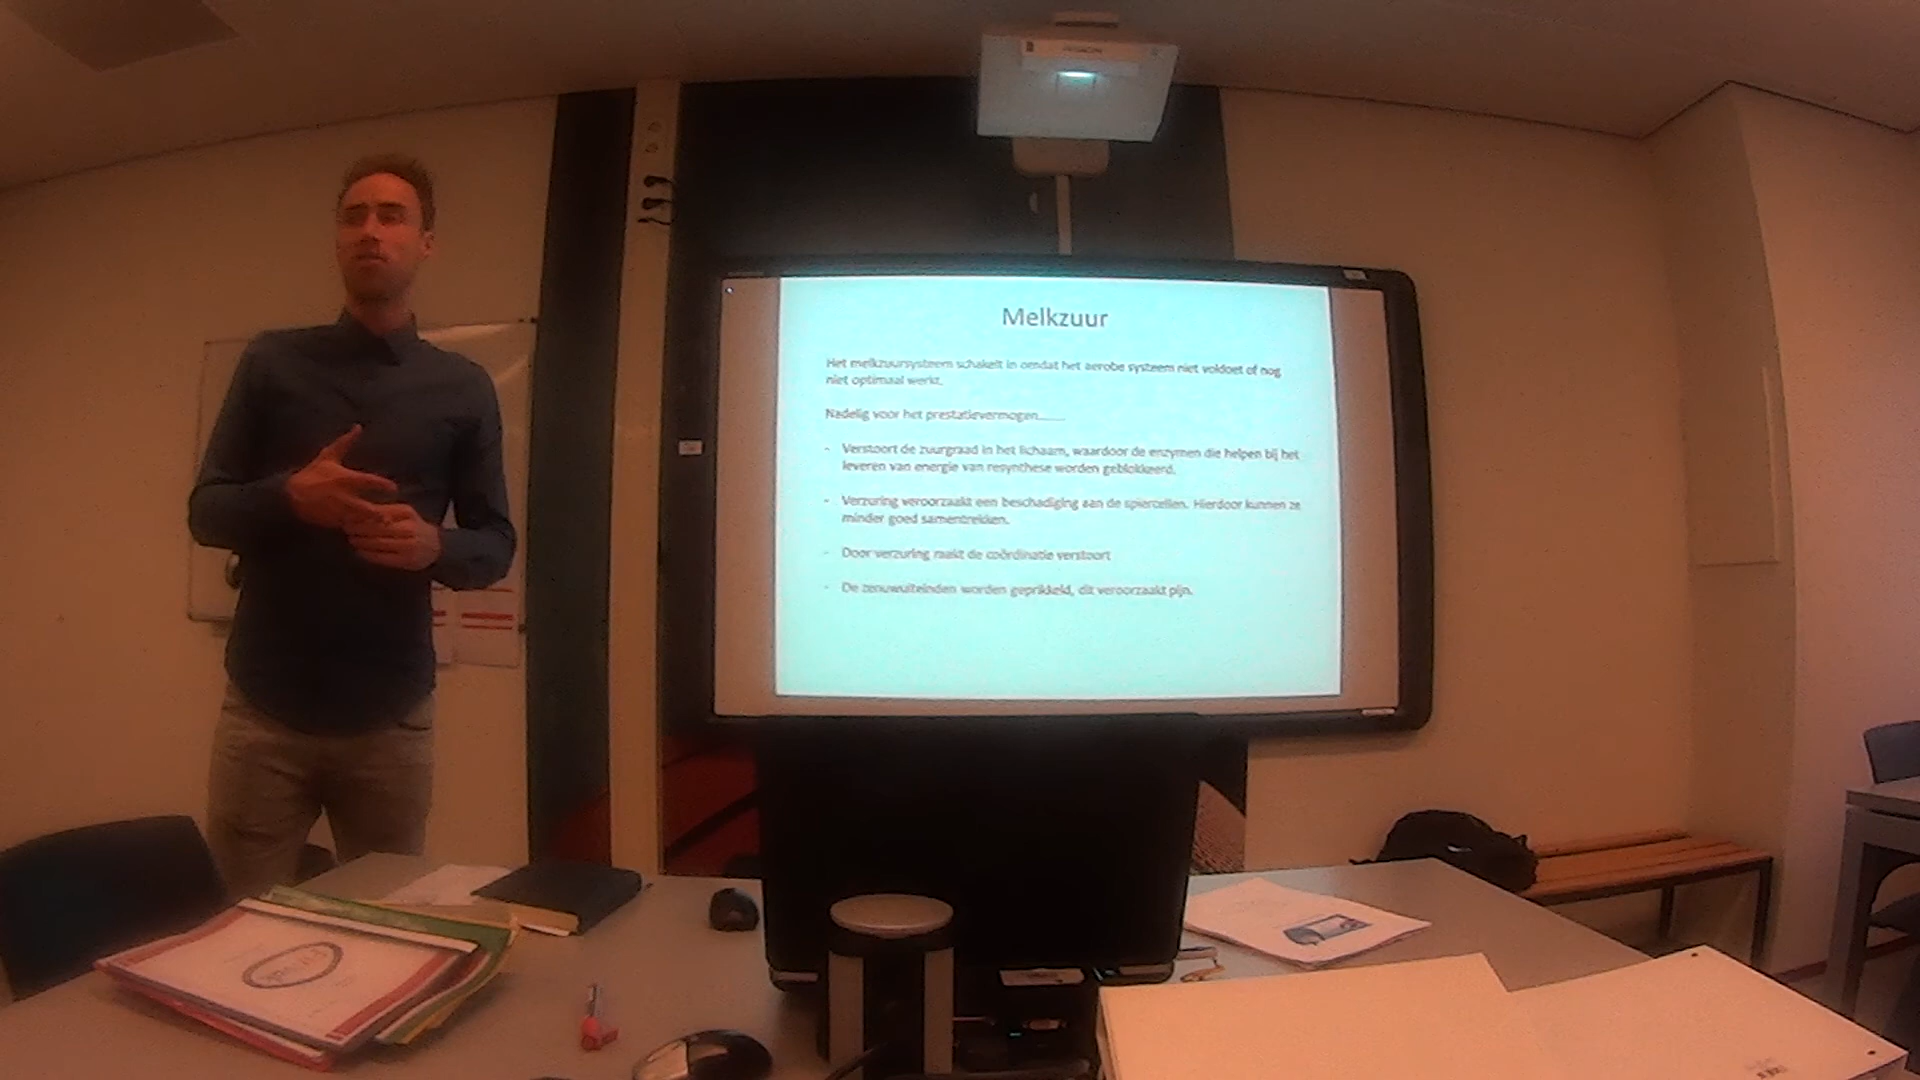 Melkzuur
Het melkzuursysteem schakelt in omdat het aerobe systeem niet voldoet of nog
niet optimaal werkt.
Nadelig voor het prestatievermogen.......
- Verstoort de zuurgraad in het lichaam, waardoor de enzymen die helpen bij het
leveren van energie van resynthese worden geblokkeerd.
- Verzuring veroorzaakt een beschadiging aan de spiercellen. Hierdoor kunnen ze
minder goed samentrekken.
- Door verzuring raakt de coördinatie verstoort
- De zenuwuiteinden worden geprikkeld, dit veroorzaakt pijn.